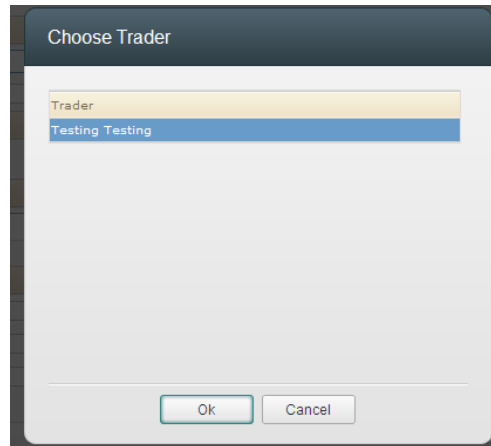 Choose Trader
Trader
Testing Testing
Ok
Cancel